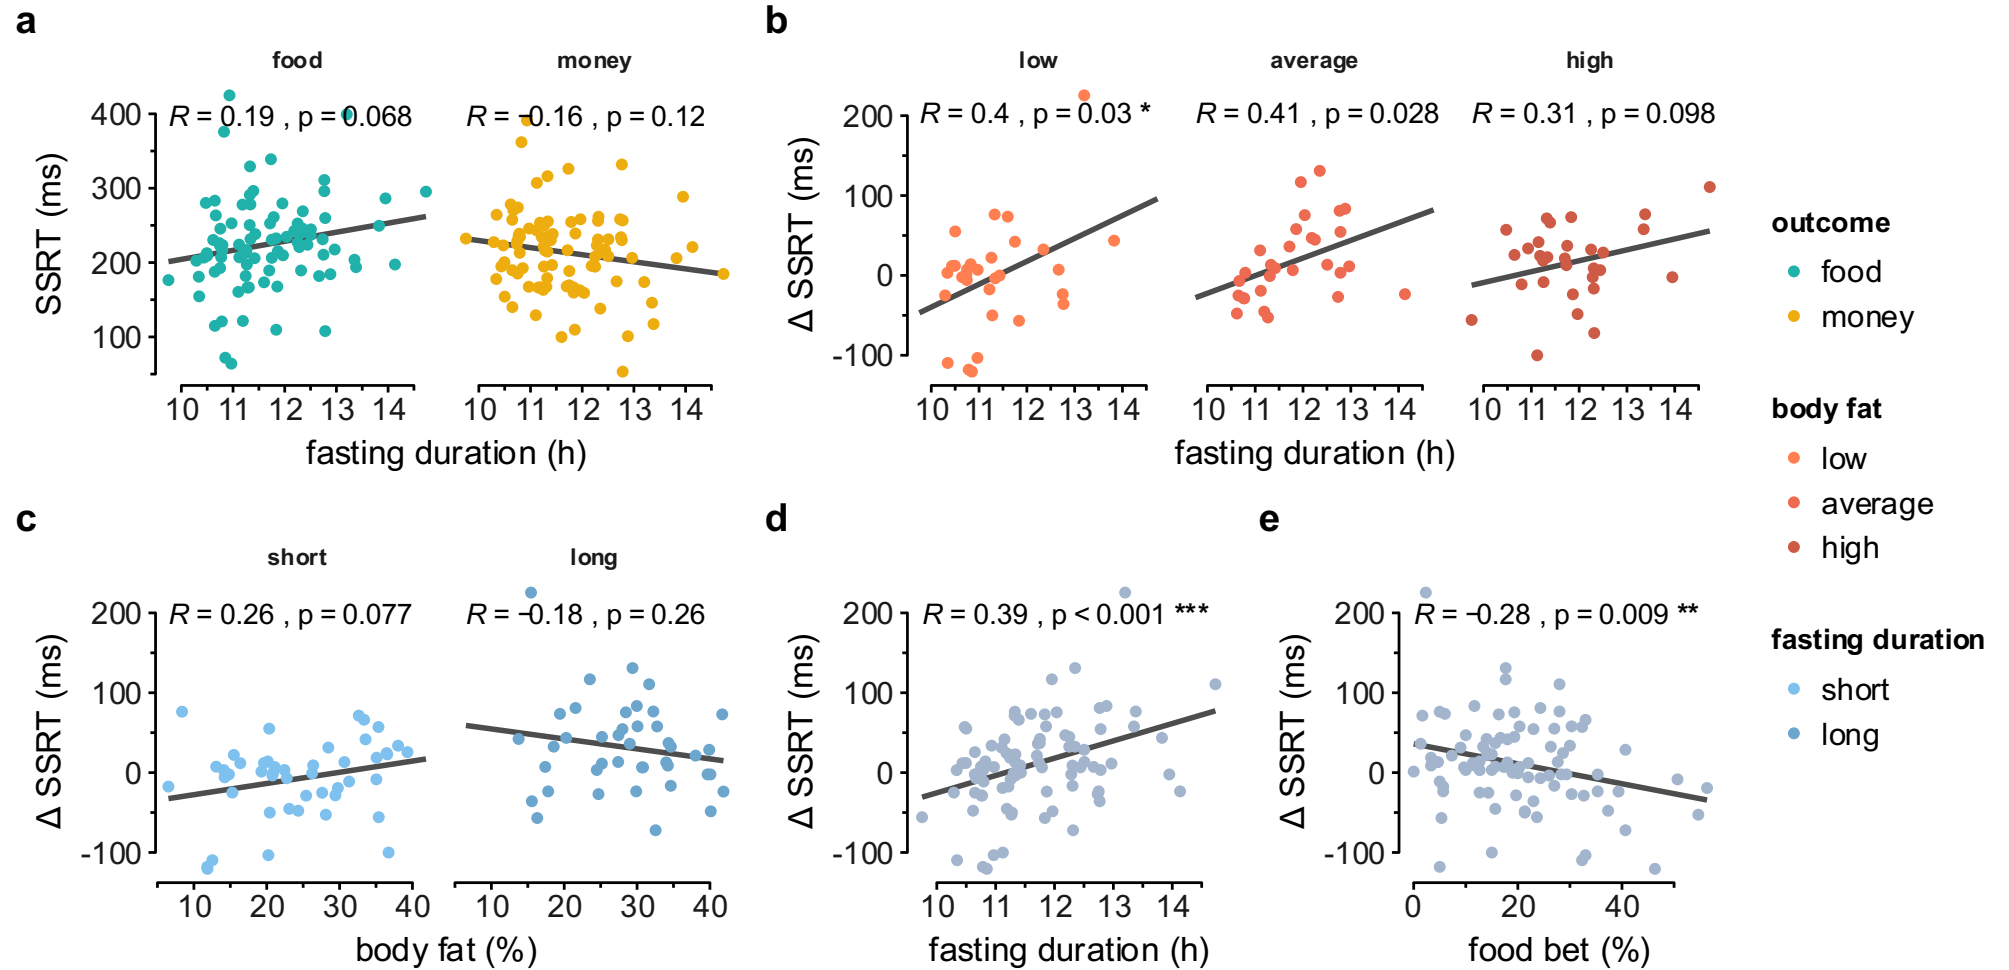 a
food
money
R = 0.19 , p = 0.068
R = −0.16 , p = 0.12
400
300
200
100
SSRT (ms)
10 11 12 13 14
10 11 12 13 14
fasting duration (h)
b
low
average
high
R = 0.4 , p = 0.03 *
R = 0.41 , p = 0.028
R = 0.31 , p = 0.098
200
100
0
-100
Δ SSRT (ms)
10 11 12 13 14
10 11 12 13 14
10 11 12 13 14
fasting duration (h)
outcome
food
money
body fat
low
average
high
fasting duration
short
long
c
short
long
R = 0.26 , p = 0.077
R = −0.18 , p = 0.26
200
100
0
-100
Δ SSRT (ms)
10 20 30 40
10 20 30 40
body fat (%)
d
R = 0.39 , p < 0.001 ***
200
100
0
-100
Δ SSRT (ms)
10 11 12 13 14
fasting duration (h)
e
R = −0.28 , p = 0.009 **
200
100
0
-100
Δ SSRT (ms)
0 20 40
food bet (%)